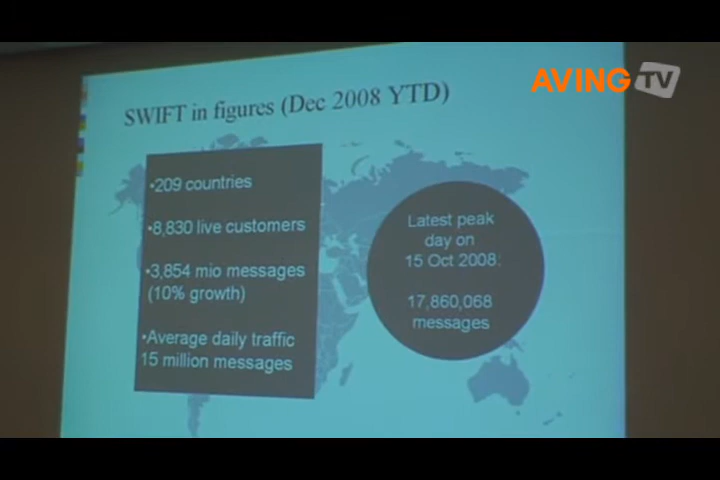 AVING TV
SWIFT in figures (Dec 2008 YTD)
•209 countries
•8,830 live customers
•3,854 mio messages
(10% growth)
•Average daily traffic
15 million messages
Latest peak
day on
15 Oct 2008:
17,860,068
messages